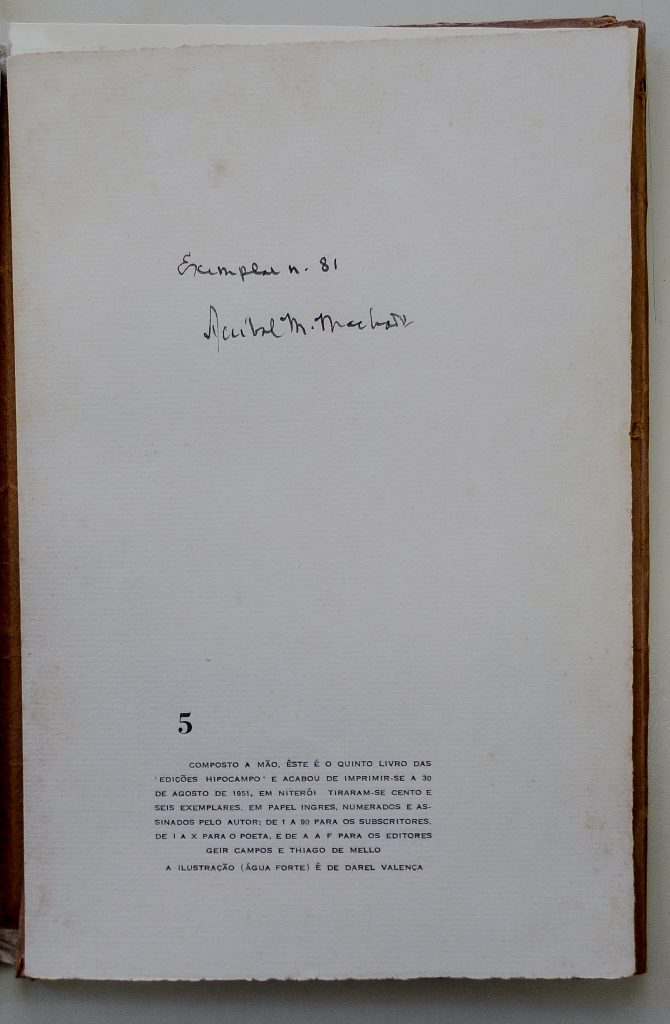 Exemplar n. 81
Aníbal M. Machado
5
COMPOSTO A MÃO, ÊSTE É O QUINTO LIVRO DAS
'EDIÇÕES HIPOCAMPO' E ACABOU DE IMPRIMIR-SE A 30
DE AGOSTO DE 1951, EM NITERÓI TIRARAM-SE CENTO E
SEIS EXEMPLARES, EM PAPEL INGRES, NUMERADOS E AS-
SINADOS PELO AUTOR: DE 1 A 90 PARA OS SUBSCRITORES,
DE I A X PARA O POETA, E DE A A F PARA OS EDITORES
GEIR CAMPOS E THIAGO DE MELLO
A ILUSTRAÇÃO (ÁGUA FORTE) É DE DAREL VALENÇA